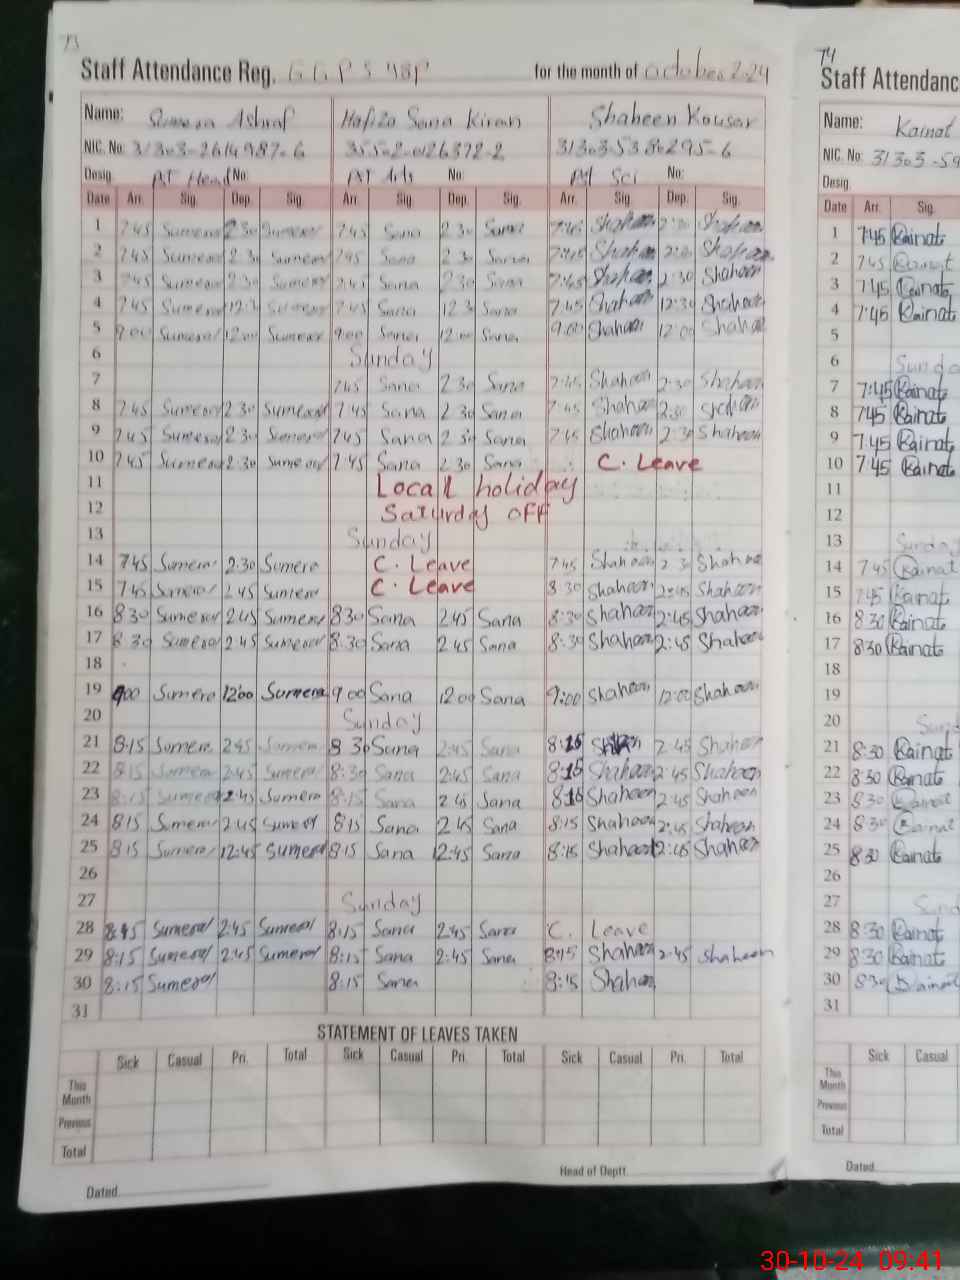 73
Staff Attendance Reg. G G P S 48P for the month of October 2024
Name: Sumera Ashraf Hafiza Sana Kiran Shaheen Kousar
NIC. No: 31303-2614987-6 35502-0126372-2 31303-5380295-6
Desig. PST Head No: PST Arts No: PST Sci No:
Date Arr. Sig. Dep. Sig. Arr. Sig. Dep. Sig. Arr. Sig. Dep. Sig.
1 7:45 Sumera 2:30 Sumera 7:45 Sana 2:30 Sana 7:45 Shaheen 2:30 Shaheen
2 7:45 Sumera 2:30 Sumera 7:45 Sana 2:30 Sana 7:45 Shaheen 2:30 Shaheen
3 7:45 Sumera 2:30 Sumera 7:45 Sana 2:30 Sana 7:45 Shaheen 2:30 Shaheen
4 7:45 Sumera 12:30 Sumera 7:45 Sana 12:30 Sana 7:45 Shaheen 12:30 Shaheen
5 9:00 Sumera 12:00 Sumera 9:00 Sana 12:00 Sana 9:00 Shaheen 12:00 Shaheen
6 Sunday
7 7:45 Sana 2:30 Sana 7:45 Shaheen 2:30 Shaheen
8 7:45 Sumera 2:30 Sumera 7:45 Sana 2:30 Sana 7:45 Shaheen 2:30 Shaheen
9 7:45 Sumera 2:30 Sumera 7:45 Sana 2:30 Sana 7:45 Shaheen 2:30 Shaheen
10 7:45 Sumera 2:30 Sumera 7:45 Sana 2:30 Sana C. Leave
11 Local holiday
12 Saturday off
13 Sunday
14 7:45 Sumera 2:30 Sumera C. Leave 7:45 Shaheen 2:30 Shaheen
15 7:45 Sumera 2:45 Sumera C. Leave 8:30 Shaheen 2:45 Shaheen
16 8:30 Sumera 2:45 Sumera 8:30 Sana 2:45 Sana 8:30 Shaheen 2:45 Shaheen
17 8:30 Sumera 2:45 Sumera 8:30 Sana 2:45 Sana 8:30 Shaheen 2:45 Shaheen
18
19 9:00 Sumera 12:00 Sumera 9:00 Sana 12:00 Sana 9:00 Shaheen 12:00 Shaheen
20 Sunday
21 8:15 Sumera 2:45 Sumera 8:30 Sana 2:45 Sana 8:15 2:45 Shaheen
22 8:15 Sumera 2:45 Sumera 8:30 Sana 2:45 Sana 8:15 Shaheen 2:45 Shaheen
23 8:15 Sumera 2:45 Sumera 8:15 Sana 2:45 Sana 8:15 Shaheen 2:45 Shaheen
24 8:15 Sumera 2:45 Sumera 8:15 Sana 2:45 Sana 8:15 Shaheen 2:45 Shaheen
25 8:15 Sumera 12:45 Sumera 8:15 Sana 12:45 Sana 8:15 Shaheen 12:45 Shaheen
26
27 Sunday
28 8:15 Sumera 2:45 Sumera 8:15 Sana 2:45 Sana C. Leave
29 8:15 Sumera 2:45 Sumera 8:15 Sana 2:45 Sana 8:15 Shaheen 2:45 Shaheen
30 8:15 Sumera 8:15 Sana 8:15 Shaheen
31
STATEMENT OF LEAVES TAKEN
Sick Casual Pri. Total Sick Casual Pri. Total Sick Casual Pri. Total
This Month
Previous
Total
Head of Deptt.
Dated
74
Staff Attendanc
Name: Kainat
NIC. No: 31303-59
Desig.
Date Arr. Sig.
1 7:45 Kainat
2 7:45 Kainat
3 7:45 Kainat
4 7:45 Kainat
5
6 Sunda
7 7:45 Kainat
8 7:45 Kainat
9 7:45 Kainat
10 7:45 Kainat
11
12
13 Sunday
14 7:45 Kainat
15 7:45 Kainat
16 8:30 Kainat
17 8:30 Kainat
18
19
20 Sund
21 8:30 Kainat
22 8:30 Kainat
23 8:30 Kainat
24 8:30 Kainat
25 8:30 Kainat
26
27 Sund
28 8:30 Kainat
29 8:30 Kainat
30 8:30 Kainat
31
Sick Casual
This Month
Previous
Total
Dated
30-10-24 09:41